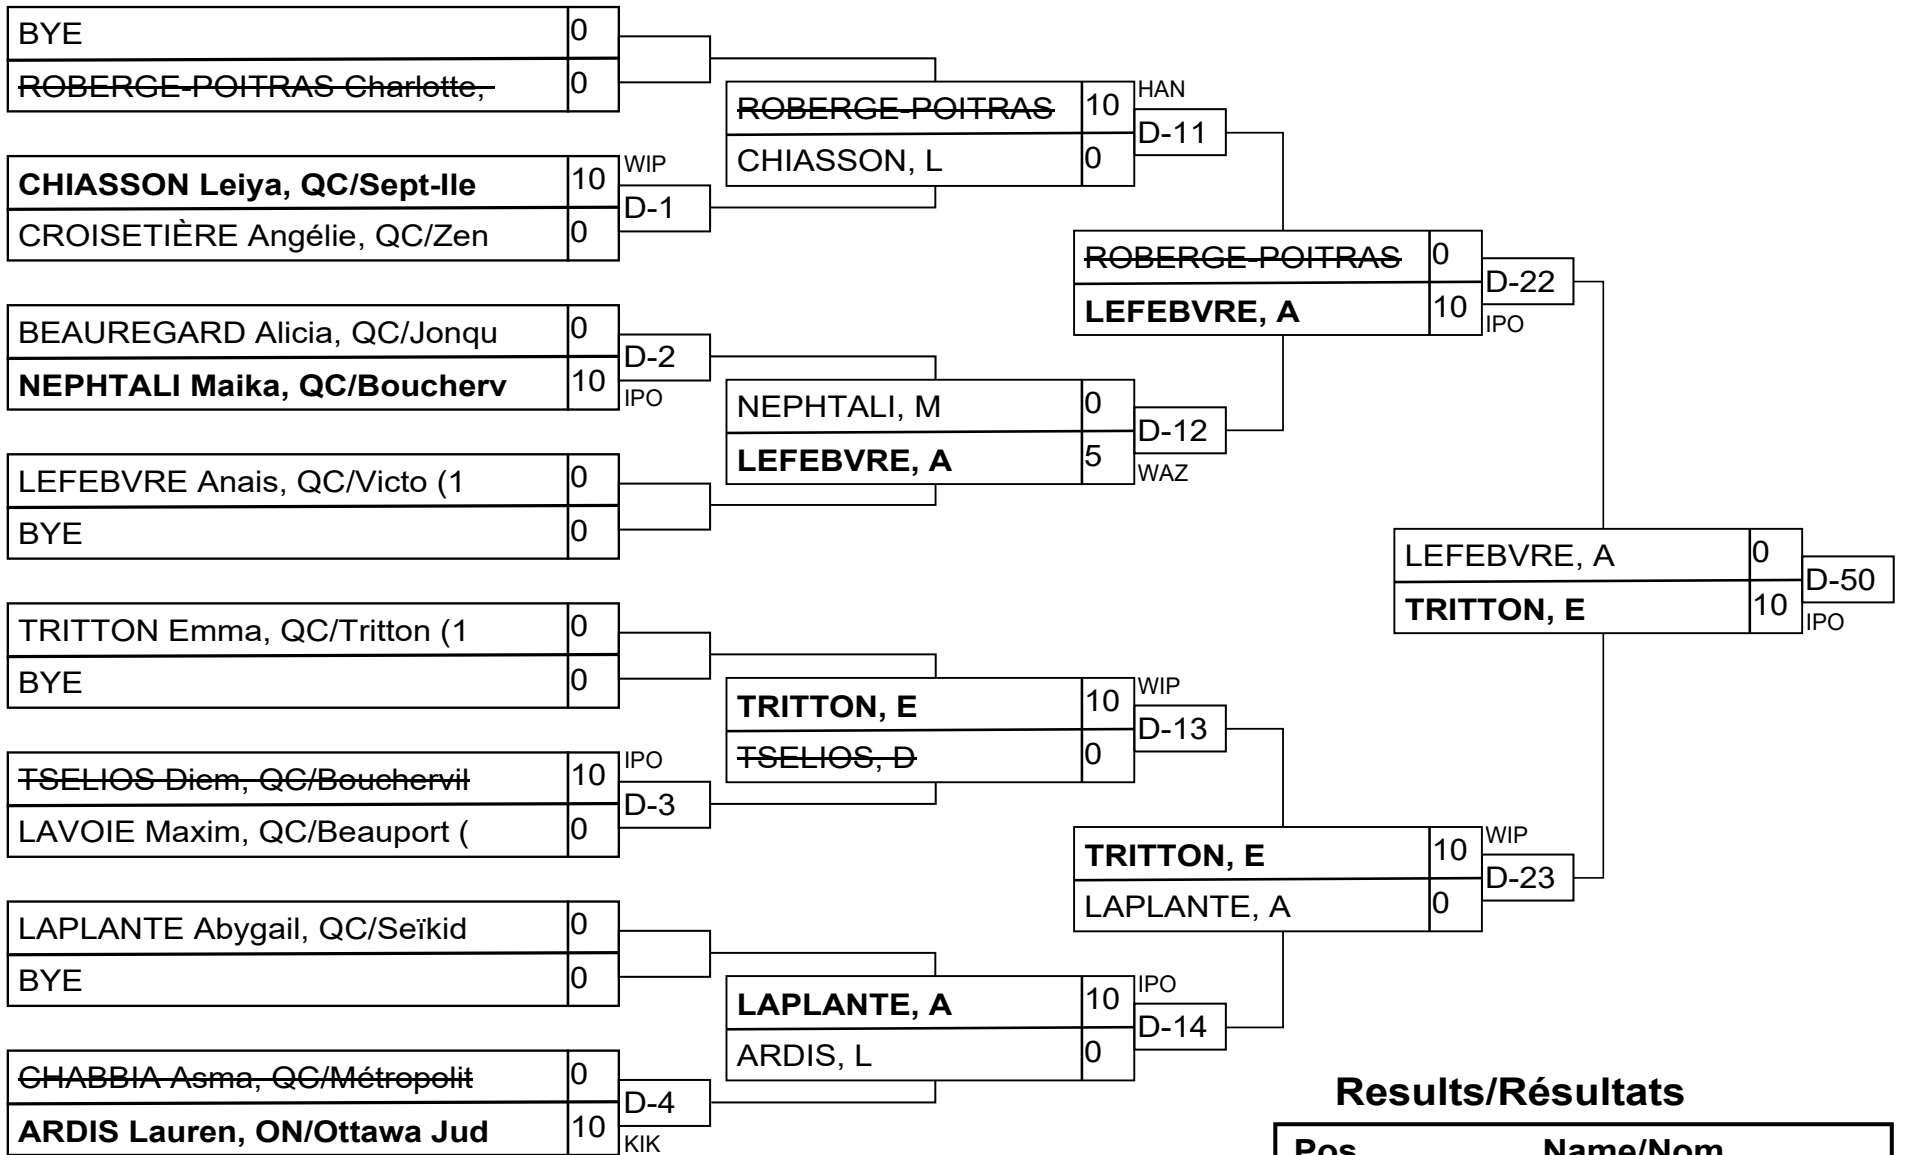 BYE 0
ROBERGE-POITRAS Charlotte, 0
CHIASSON Leiya, QC/Sept-Ile 10 WIP
D-1
CROISETIÈRE Angélie, QC/Zen 0
BEAUREGARD Alicia, QC/Jonqu 0
D-2
NEPHTALI Maika, QC/Boucherv 10 IPO
LEFEBVRE Anais, QC/Victo (1 0
BYE 0
TRITTON Emma, QC/Tritton (1 0
BYE 0
TSELIOS Diem, QC/Bouchervil 10 IPO
D-3
LAVOIE Maxim, QC/Beauport ( 0
LAPLANTE Abygail, QC/Seïkid 0
BYE 0
CHABBIA Asma, QC/Métropolit 0
D-4
ARDIS Lauren, ON/Ottawa Jud 10 KIK
ROBERGE-POITRAS 10 HAN
D-11
CHIASSON, L 0
NEPHTALI, M 0
D-12
LEFEBVRE, A 5 WAZ
TRITTON, E 10 WIP
D-13
TSELIOS, D 0
LAPLANTE, A 10 IPO
D-14
ARDIS, L 0
ROBERGE-POITRAS 0
D-22
LEFEBVRE, A 10 IPO
TRITTON, E 10 WIP
D-23
LAPLANTE, A 0
LEFEBVRE, A 0
D-50
TRITTON, E 10 IPO
Results/Résultats
Pos Name/Nom